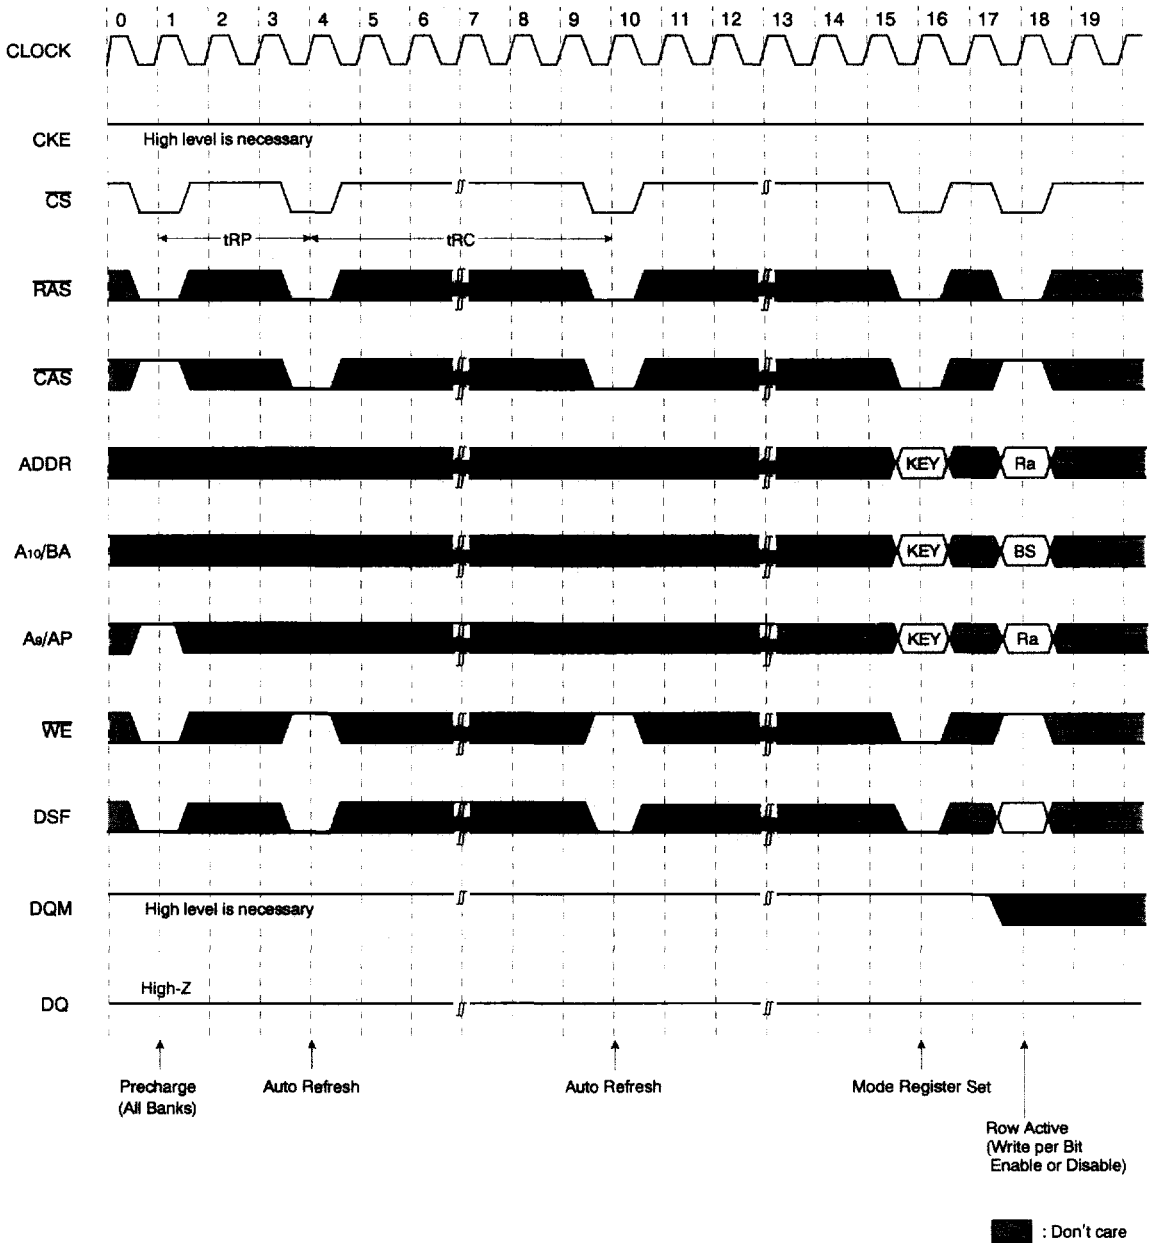 0 1 2 3 4 5 6 7 8 9 10 11 12 13 14 15 16 17 18 19
CLOCK
CKE
High level is necessary
CS
tRP
tRC
RAS
CAS
ADDR
KEY
Ra
A10/BA
KEY
BS
A9/AP
KEY
Ra
WE
DSF
DQM
High level is necessary
High-Z
DQ
Precharge
(All Banks)
Auto Refresh
Auto Refresh
Mode Register Set
Row Active
(Write per Bit
Enable or Disable)
: Don't care